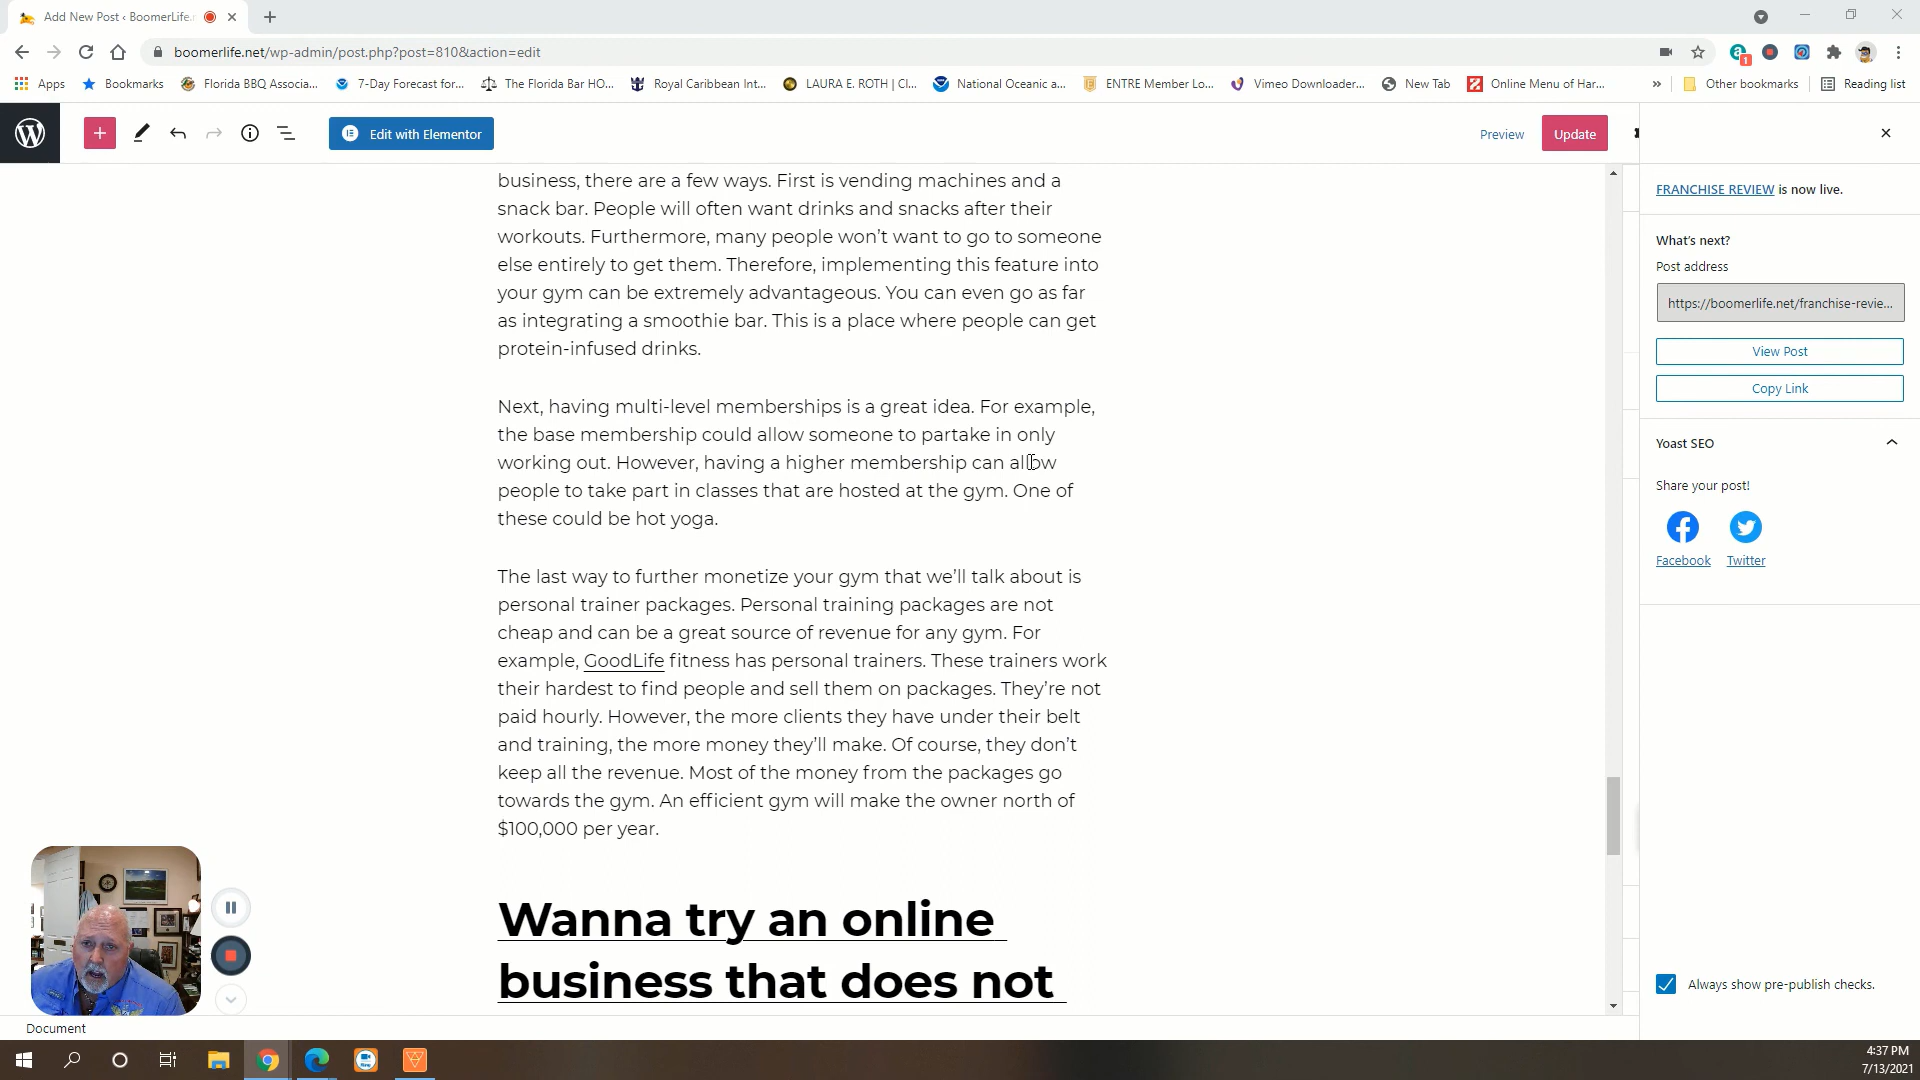 Add New Post ‹ BoomerLife.
boomerlife.net/wp-admin/post.php?post=810&action=edit
1
Apps
Bookmarks
Florida BBQ Associa...
7-Day Forecast for...
The Florida Bar HO...
Royal Caribbean Int...
LAURA E. ROTH | Cl...
National Oceanic a...
ENTRE Member Lo...
Vimeo Downloader...
New Tab
Online Menu of Har...
»
Other bookmarks
Reading list
Edit with Elementor
Preview
Update
business, there are a few ways. First is vending machines and a
snack bar. People will often want drinks and snacks after their
workouts. Furthermore, many people won’t want to go to someone
else entirely to get them. Therefore, implementing this feature into
your gym can be extremely advantageous. You can even go as far
as integrating a smoothie bar. This is a place where people can get
protein-infused drinks.
Next, having multi-level memberships is a great idea. For example,
the base membership could allow someone to partake in only
working out. However, having a higher membership can allow
people to take part in classes that are hosted at the gym. One of
these could be hot yoga.
The last way to further monetize your gym that we’ll talk about is
personal trainer packages. Personal training packages are not
cheap and can be a great source of revenue for any gym. For
example, GoodLife fitness has personal trainers. These trainers work
their hardest to find people and sell them on packages. They’re not
paid hourly. However, the more clients they have under their belt
and training, the more money they’ll make. Of course, they don’t
keep all the revenue. Most of the money from the packages go
towards the gym. An efficient gym will make the owner north of
$100,000 per year.
Wanna try an online
business that does not
Document
FRANCHISE REVIEW is now live.
What’s next?
Post address
https://boomerlife.net/franchise-revie...
View Post
Copy Link
Yoast SEO
Share your post!
Facebook
Twitter
Always show pre-publish checks.
4:37 PM
7/13/2021